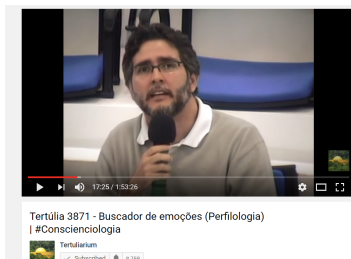 17:25 / 1:53:26
Tertúlia 3871 - Buscador de emoções (Perfilologia)
| #Conscienciologia
Tertuliarium
Subscribed